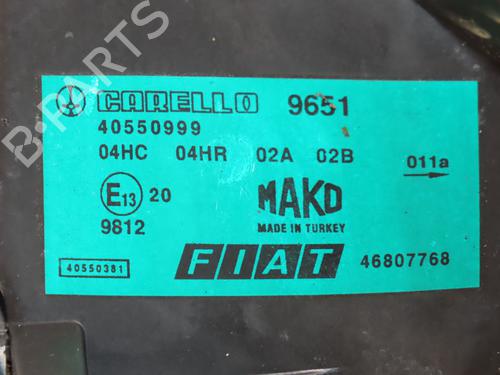 B-PARTS
CARELLO 9651
40550999
04HC 04HR 02A 02B 011a
E13 20 MAKO
9812 MADE IN TURKEY
40550381 FIAT 46807768